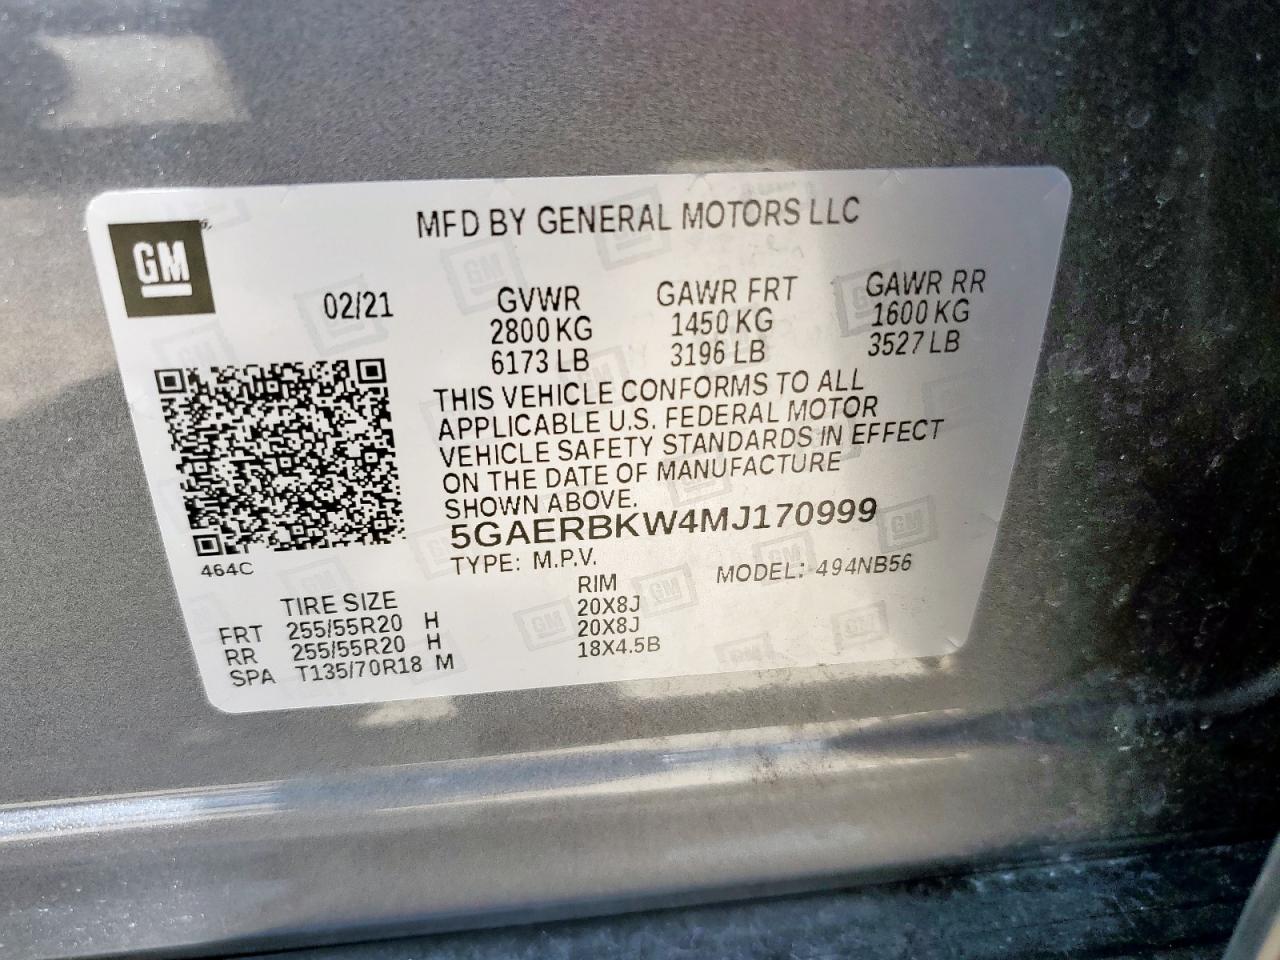 GM
MFD BY GENERAL MOTORS LLC
02/21
GVWR GAWR FRT GAWR RR
2800 KG 1450 KG 1600 KG
6173 LB 3196 LB 3527 LB
THIS VEHICLE CONFORMS TO ALL
APPLICABLE U.S. FEDERAL MOTOR
VEHICLE SAFETY STANDARDS IN EFFECT
ON THE DATE OF MANUFACTURE
SHOWN ABOVE.
5GAERBKW4MJ170999
464C
TYPE: M.P.V. MODEL: 494NB56
TIRE SIZE RIM
FRT 255/55R20 H 20X8J
RR 255/55R20 H 20X8J
SPA T135/70R18 M 18X4.5B